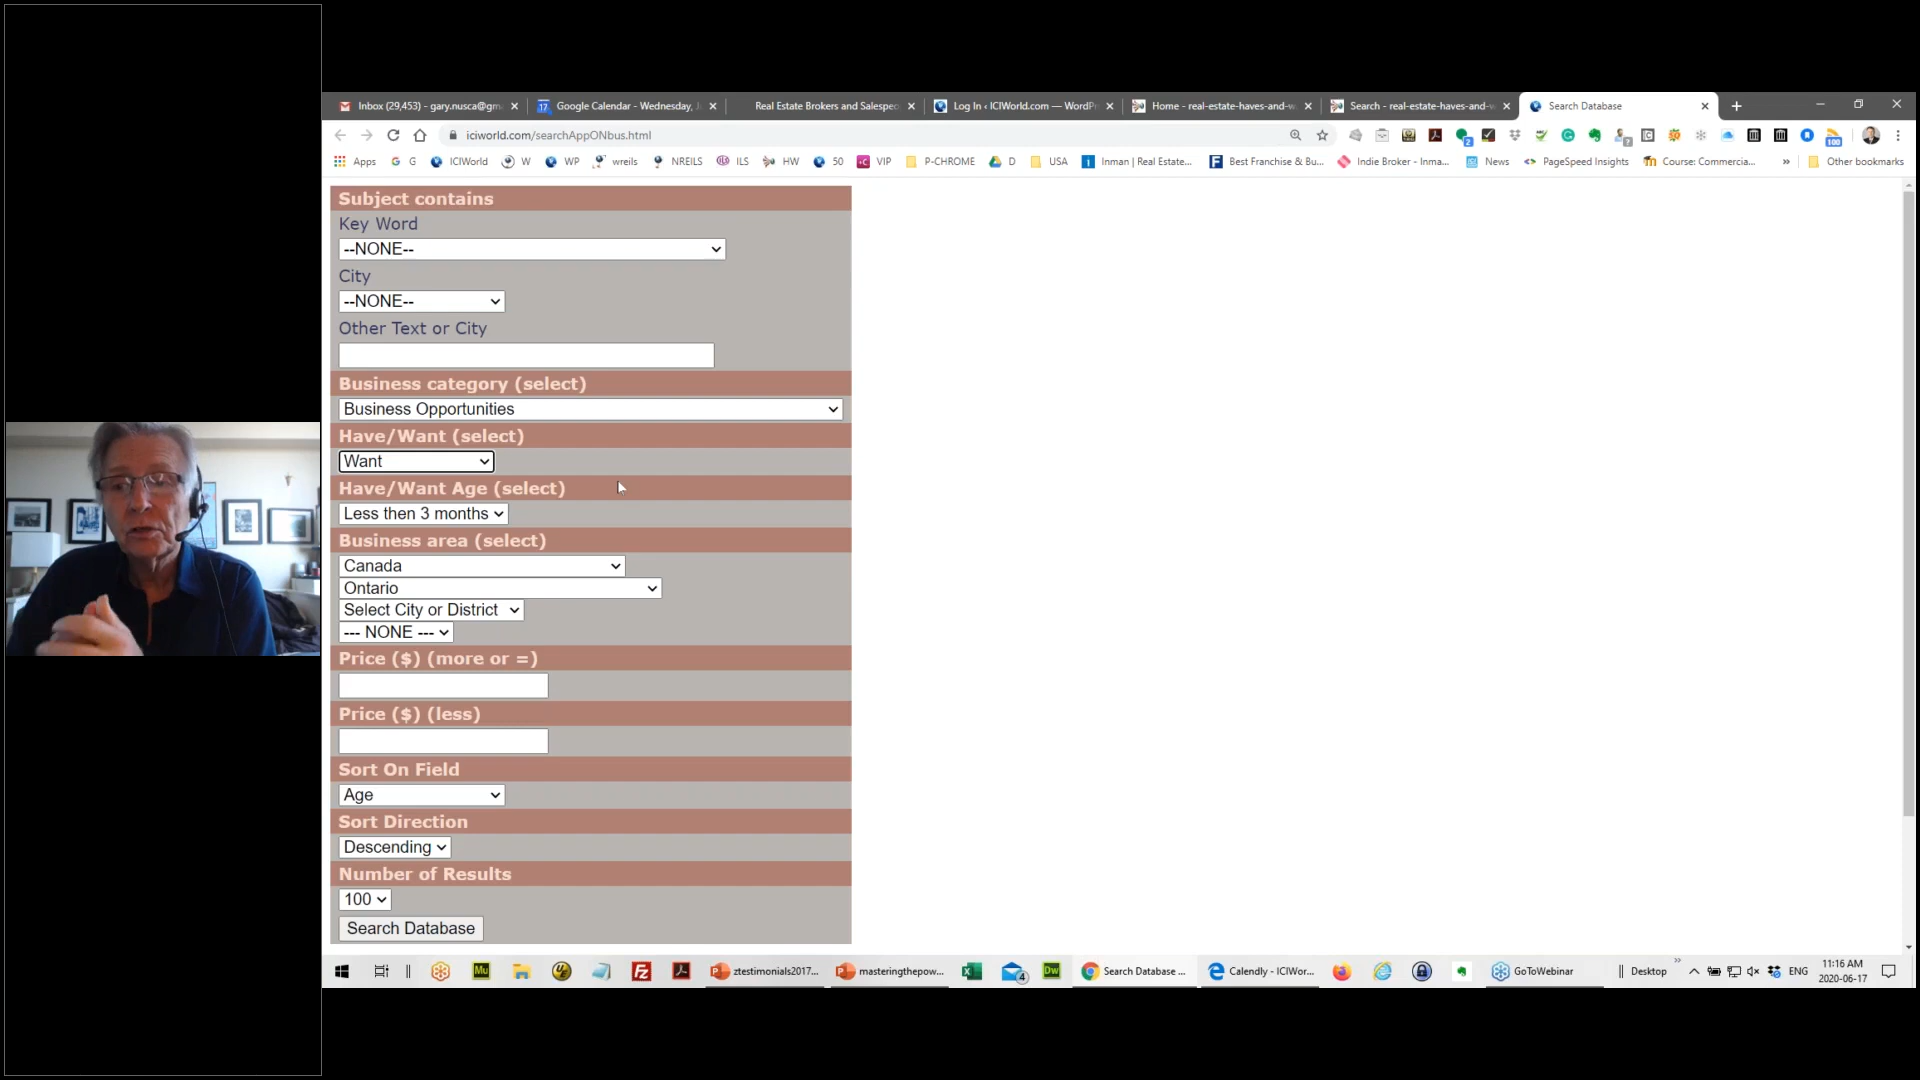 Inbox (29,453) - gary.nusca@gm
Google Calendar - Wednesday, J
Real Estate Brokers and Salespeo
Log In ‹ ICIWorld.com — WordPr
Home - real-estate-haves-and-w
Search - real-estate-haves-and-w
Search Database
iciworld.com/searchAppONbus.html
Apps G ICIWorld W WP wreils NREILS ILS HW 50 VIP P-CHROME D USA Inman | Real Estate... Best Franchise & Bu... Indie Broker - Inma... News PageSpeed Insights Course: Commercia... » Other bookmarks
Subject contains
Key Word
--NONE--
City
--NONE--
Other Text or City
Business category (select)
Business Opportunities
Have/Want (select)
Want
Have/Want Age (select)
Less then 3 months
Business area (select)
Canada
Ontario
Select City or District
--- NONE ---
Price ($) (more or =)
Price ($) (less)
Sort On Field
Age
Sort Direction
Descending
Number of Results
100
Search Database
Mu Fz ztestimonials2017... masteringthepow... Dw Search Database ... Calendly - ICIWor... GoToWebinar Desktop » ENG
11:16 AM
2020-06-17